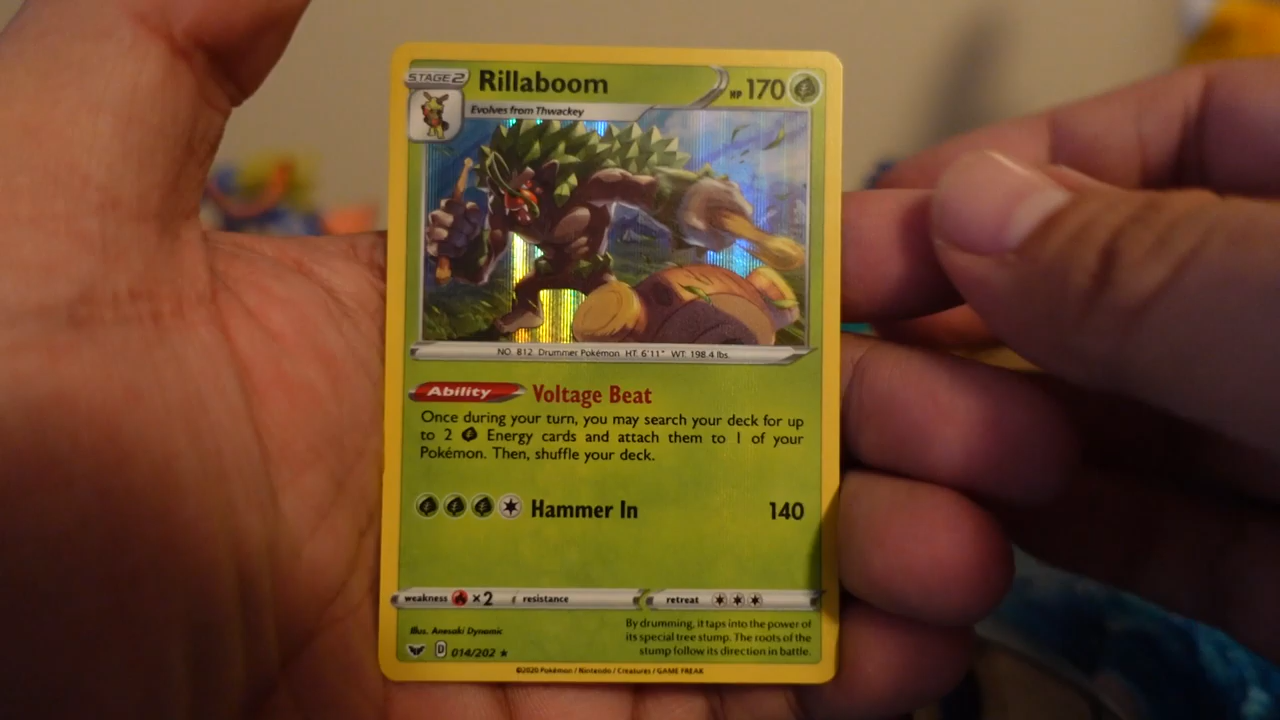 STAGE 2 Rillaboom HP 170
Evolves from Thwackey
NO. 812 Drummer Pokémon HT. 6'11" WT. 198.4 lbs.
Ability Voltage Beat
Once during your turn, you may search your deck for up
to 2 Energy cards and attach them to 1 of your
Pokémon. Then, shuffle your deck.
Hammer In 140
weakness ×2 resistance retreat
By drumming, it taps into the power of
its special tree stump. The roots of the
stump follow its direction in battle.
Illus. Anesaki Dynamic
D 014/202 ★
©2020 Pokémon / Nintendo / Creatures / GAME FREAK